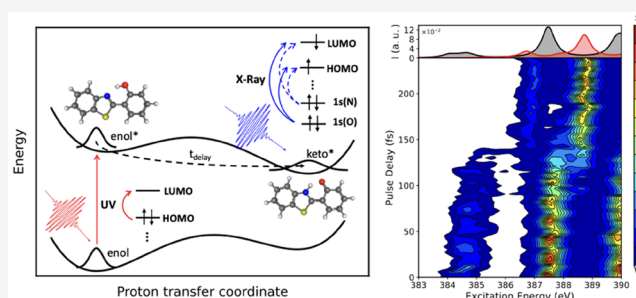 Energy
enol*
t_delay
keto*
X-Ray
LUMO
HOMO
⋮
1s(N)
1s(O)
UV
LUMO
HOMO
⋮
enol
Proton transfer coordinate
×10⁻²
I (a. u.)
12
8
4
0
Pulse Delay (fs)
200
150
100
50
0
383 384 385 386 387 388 389 390
Excitation Energy (eV)